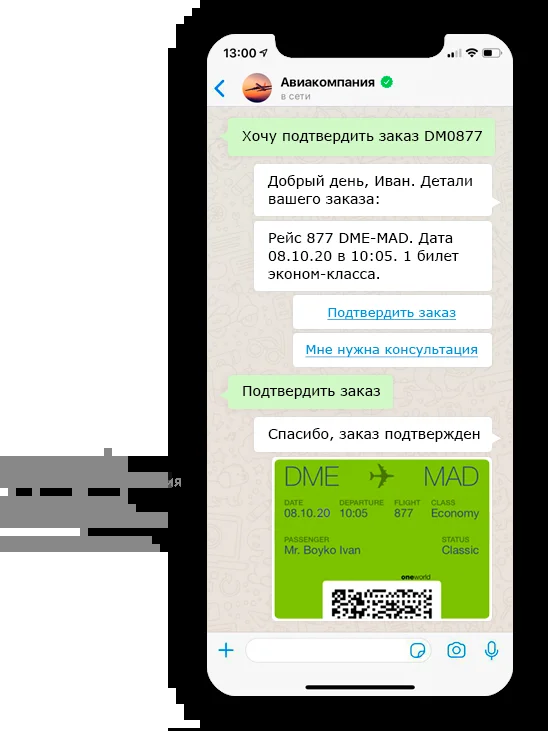 13:00
Авиакомпания
в сети
Хочу подтвердить заказ DM0877
Добрый день, Иван. Детали
вашего заказа:
Рейс 877 DME-MAD. Дата
08.10.20 в 10:05. 1 билет
эконом-класса.
Подтвердить заказ
Мне нужна консультация
Подтвердить заказ
Спасибо, заказ подтвержден
DME MAD
DATE DEPARTURE FLIGHT CLASS
08.10.20 10:05 877 Economy
PASSENGER STATUS
Mr. Boyko Ivan Classic
oneworld